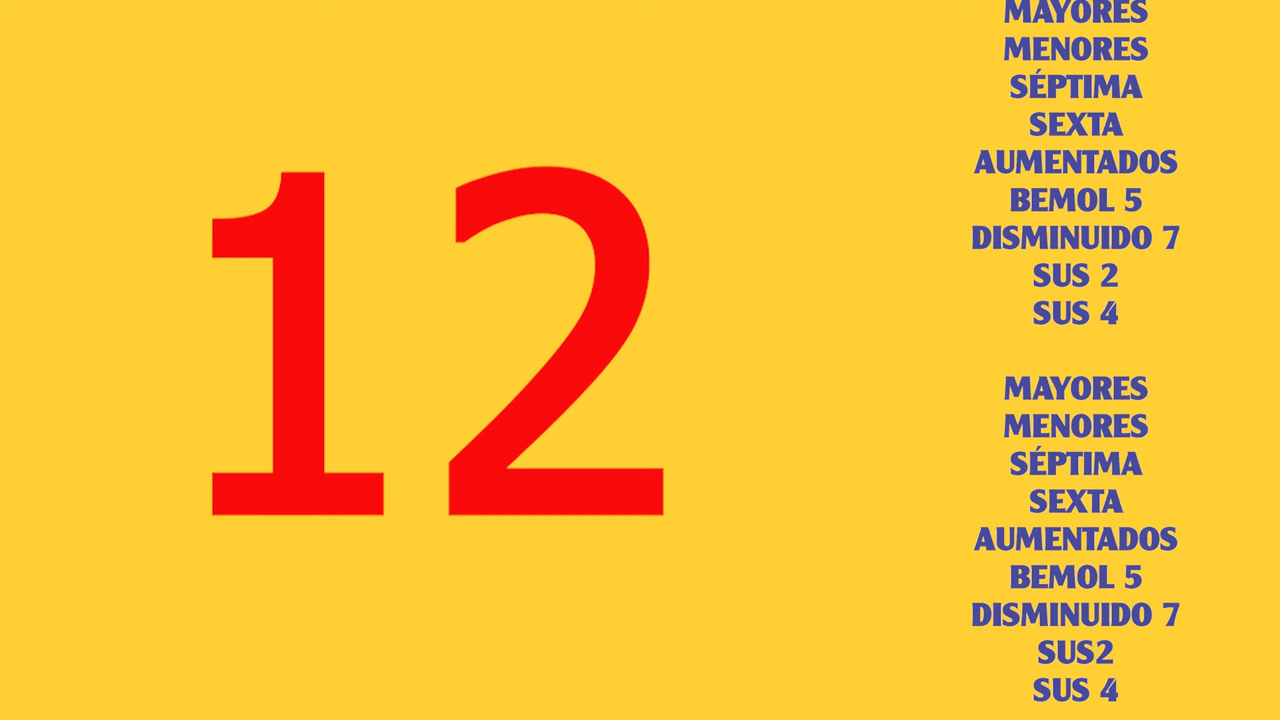 12
MAYORES
MENORES
SÉPTIMA
SEXTA
AUMENTADOS
BEMOL 5
DISMINUIDO 7
SUS 2
SUS 4
MAYORES
MENORES
SÉPTIMA
SEXTA
AUMENTADOS
BEMOL 5
DISMINUIDO 7
SUS2
SUS 4